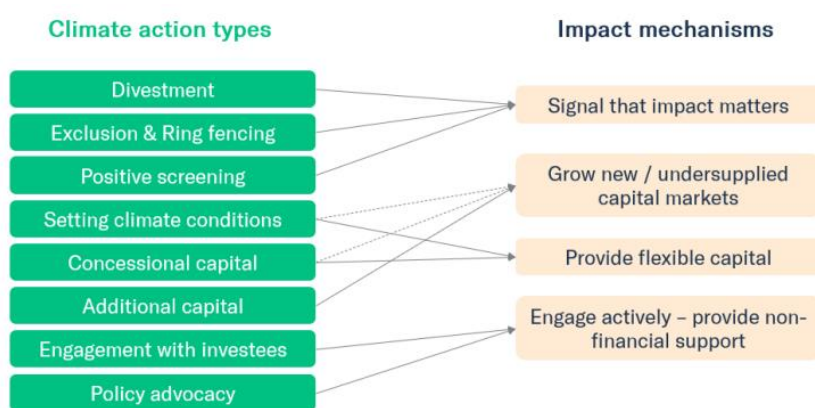 Climate action types
Divestment
Exclusion & Ring fencing
Positive screening
Setting climate conditions
Concessional capital
Additional capital
Engagement with investees
Policy advocacy
Impact mechanisms
Signal that impact matters
Grow new / undersupplied
capital markets
Provide flexible capital
Engage actively – provide non-
financial support